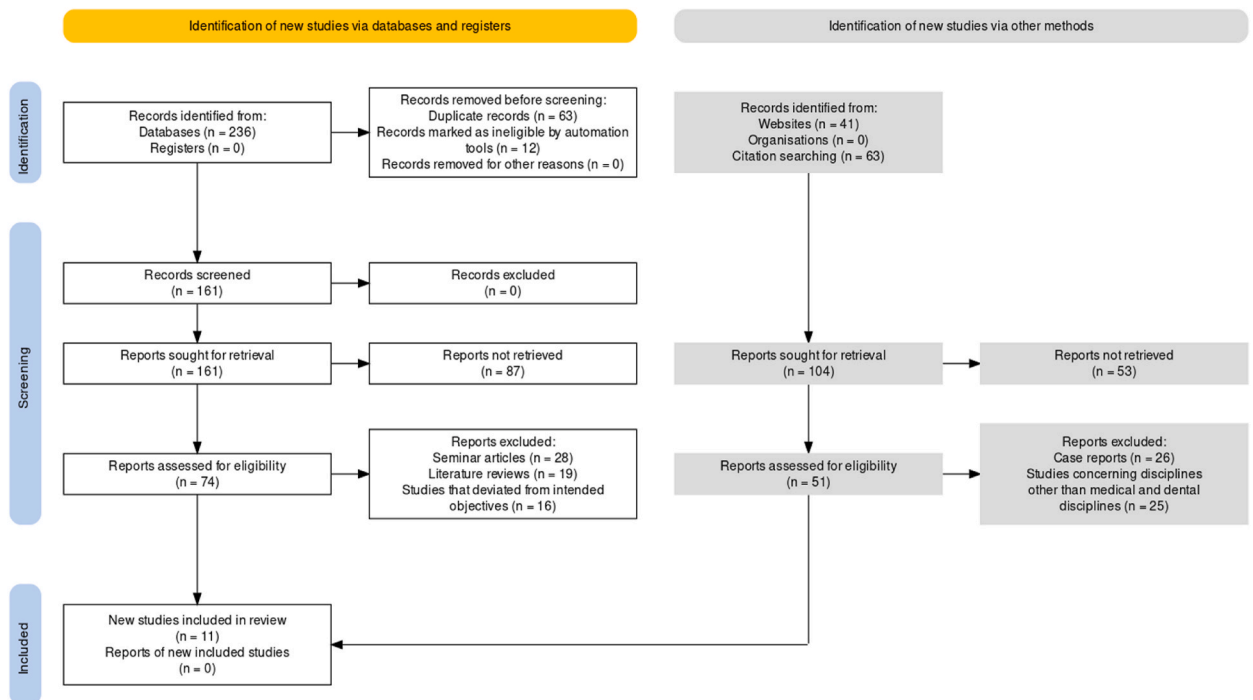 Identification of new studies via databases and registers
Identification of new studies via other methods
Identification
Records identified from:
Databases (n = 236)
Registers (n = 0)
Records removed before screening:
Duplicate records (n = 63)
Records marked as ineligible by automation
tools (n = 12)
Records removed for other reasons (n = 0)
Records identified from:
Websites (n = 41)
Organisations (n = 0)
Citation searching (n = 63)
Screening
Records screened
(n = 161)
Records excluded
(n = 0)
Reports sought for retrieval
(n = 161)
Reports not retrieved
(n = 87)
Reports sought for retrieval
(n = 104)
Reports not retrieved
(n = 53)
Reports assessed for eligibility
(n = 74)
Reports excluded:
Seminar articles (n = 28)
Literature reviews (n = 19)
Studies that deviated from intended
objectives (n = 16)
Reports assessed for eligibility
(n = 51)
Reports excluded:
Case reports (n = 26)
Studies concerning disciplines
other than medical and dental
disciplines (n = 25)
Included
New studies included in review
(n = 11)
Reports of new included studies
(n = 0)